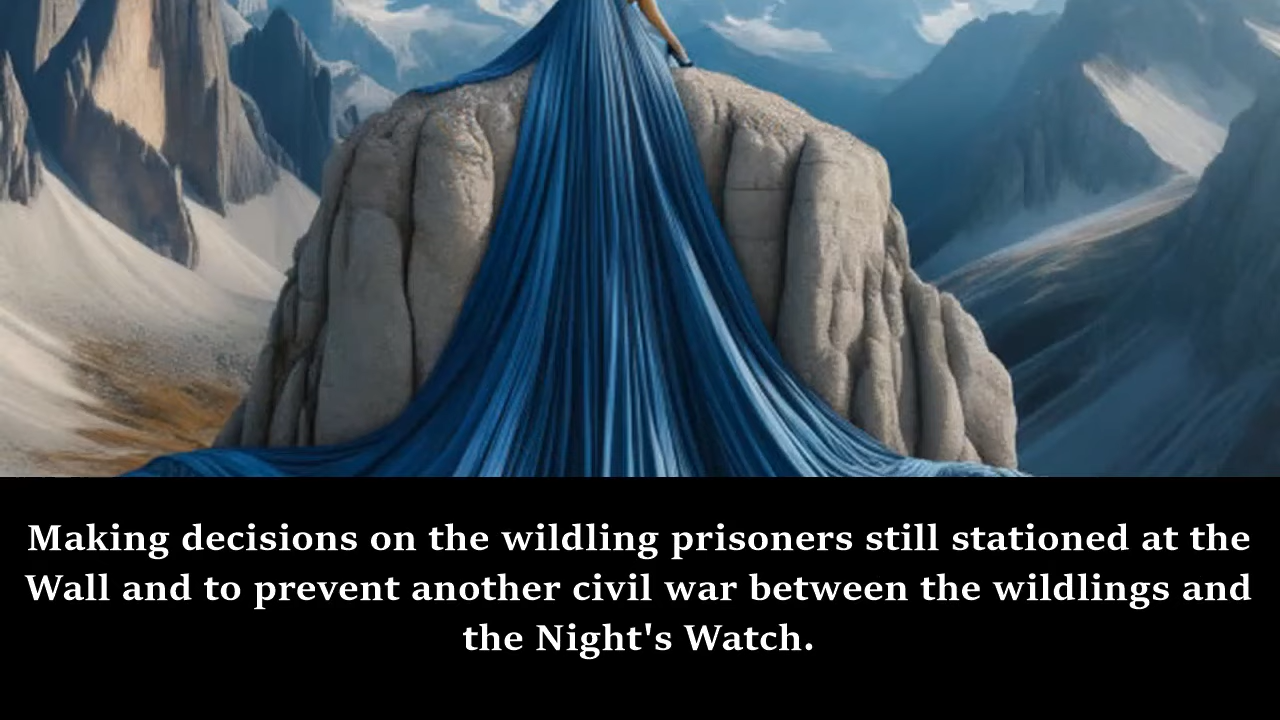 Making decisions on the wildling prisoners still stationed at the
Wall and to prevent another civil war between the wildlings and
the Night's Watch.